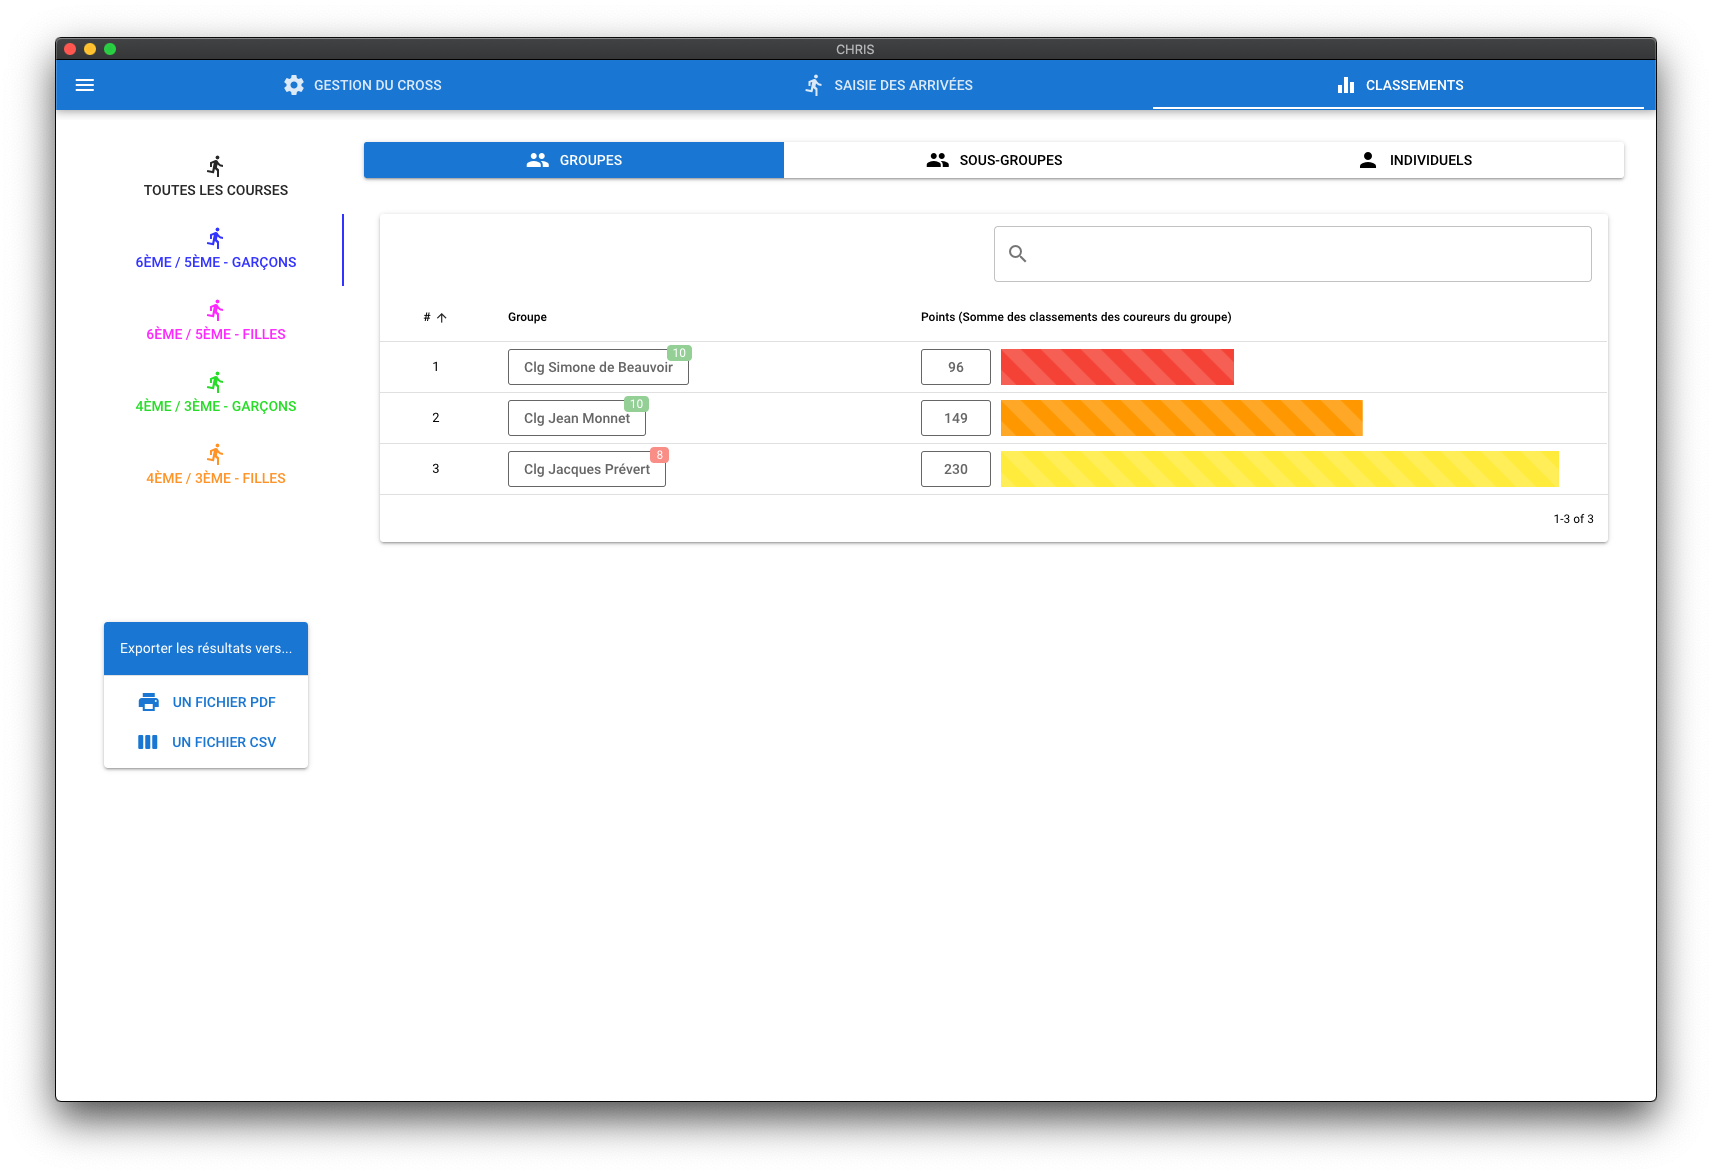 CHRIS
GESTION DU CROSS
SAISIE DES ARRIVÉES
CLASSEMENTS
TOUTES LES COURSES
6ÈME / 5ÈME - GARÇONS
6ÈME / 5ÈME - FILLES
4ÈME / 3ÈME - GARÇONS
4ÈME / 3ÈME - FILLES
Exporter les résultats vers...
UN FICHIER PDF
UN FICHIER CSV
GROUPES
SOUS-GROUPES
INDIVIDUELS
# Groupe Points (Somme des classements des coureurs du groupe)
1 Clg Simone de Beauvoir 10 96
2 Clg Jean Monnet 10 149
3 Clg Jacques Prévert 8 230
1-3 of 3